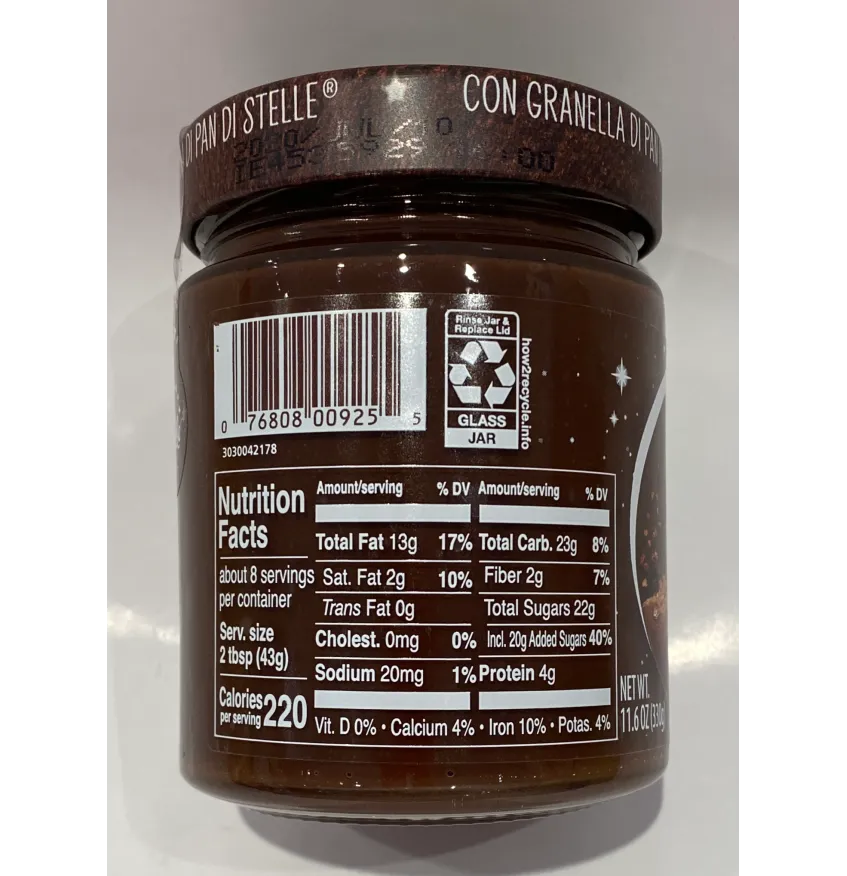 DI PAN DI STELLE® CON GRANELLA DI PAN
Rinse Jar &
Replace Lid
how2recycle.info
GLASS
JAR
0 76808 00925 5
3030042178
Nutrition
Facts
about 8 servings
per container
Serv. size
2 tbsp (43g)
Calories 220
per serving
Amount/serving % DV Amount/serving % DV
Total Fat 13g 17% Total Carb. 23g 8%
Sat. Fat 2g 10% Fiber 2g 7%
Trans Fat 0g Total Sugars 22g
Cholest. 0mg 0% Incl. 20g Added Sugars 40%
Sodium 20mg 1% Protein 4g
Vit. D 0% • Calcium 4% • Iron 10% • Potas. 4%
NET WT.
11.6 OZ (330g)